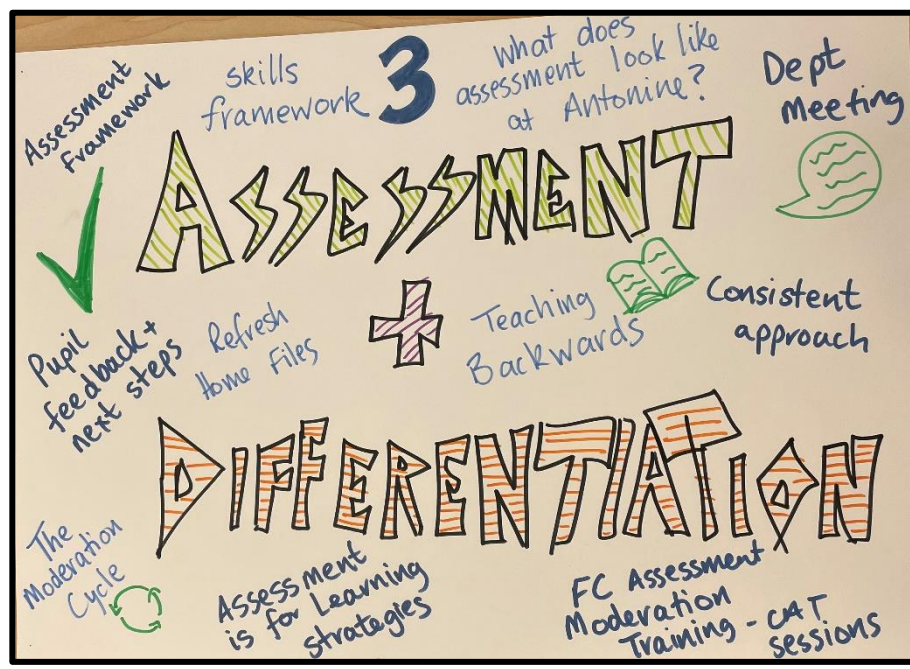 Assessment
Framework
skills
framework
3
What does
assessment look like
at Antonine?
Dept
Meeting
ASSESSMENT
+
Pupil
feedback +
next steps
Refresh
Home Files
Teaching
Backwards
Consistent
approach
DIFFERENTIATION
The
Moderation
Cycle
Assessment
is for Learning
strategies
FC Assessment
Moderation
Training - CAT
sessions